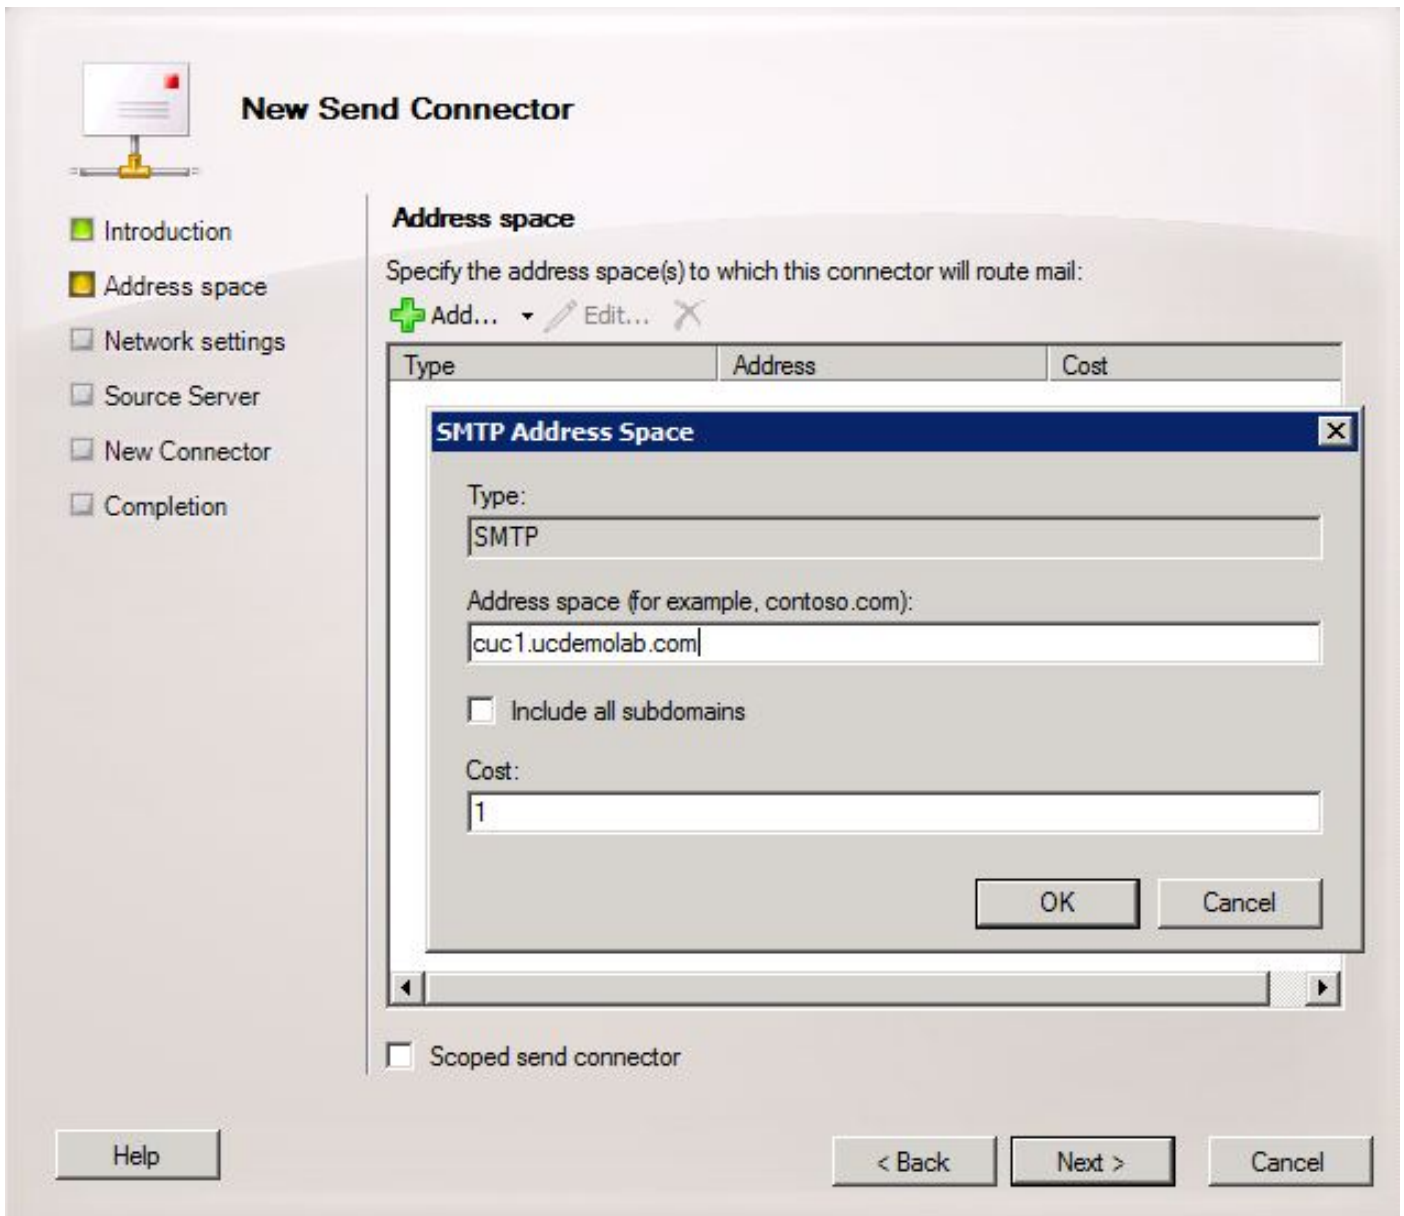 New Send Connector
Introduction
Address space
Network settings
Source Server
New Connector
Completion
Address space
Specify the address space(s) to which this connector will route mail:
Add... Edit...
Type Address Cost
SMTP Address Space
Type:
SMTP
Address space (for example, contoso.com):
cuc1.ucdemolab.com
Include all subdomains
Cost:
1
OK Cancel
Scoped send connector
Help < Back Next > Cancel